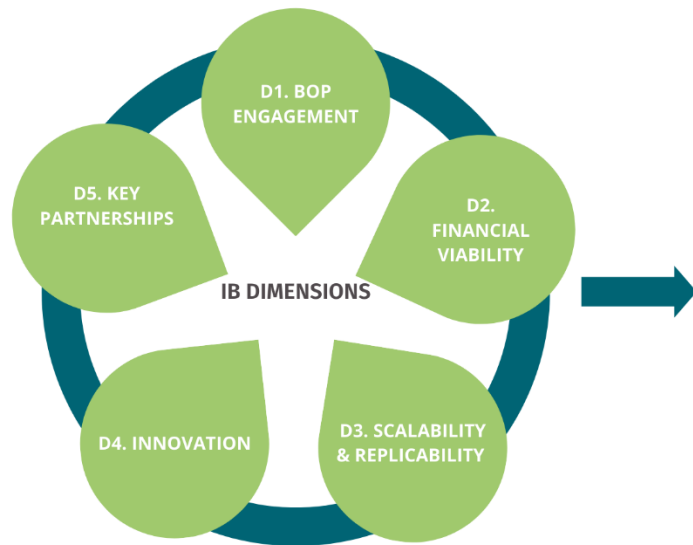 D1. BOP
ENGAGEMENT
D2.
FINANCIAL
VIABILITY
D3. SCALABILITY
& REPLICABILITY
D4. INNOVATION
D5. KEY
PARTNERSHIPS
IB DIMENSIONS